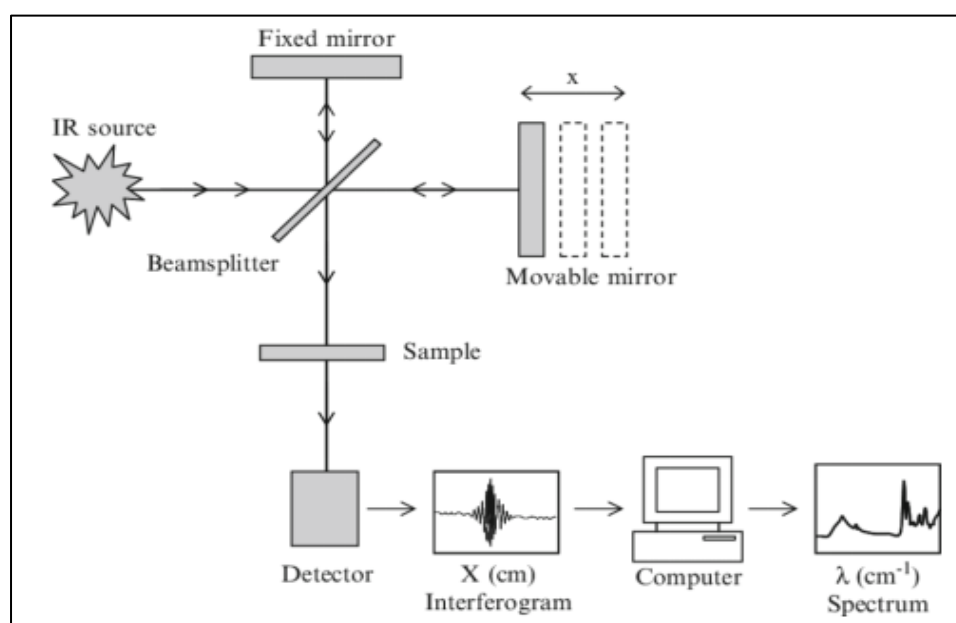 Fixed mirror
x
IR source
Beamsplitter
Movable mirror
Sample
Detector
X (cm)
Interferogram
Computer
λ (cm⁻¹)
Spectrum